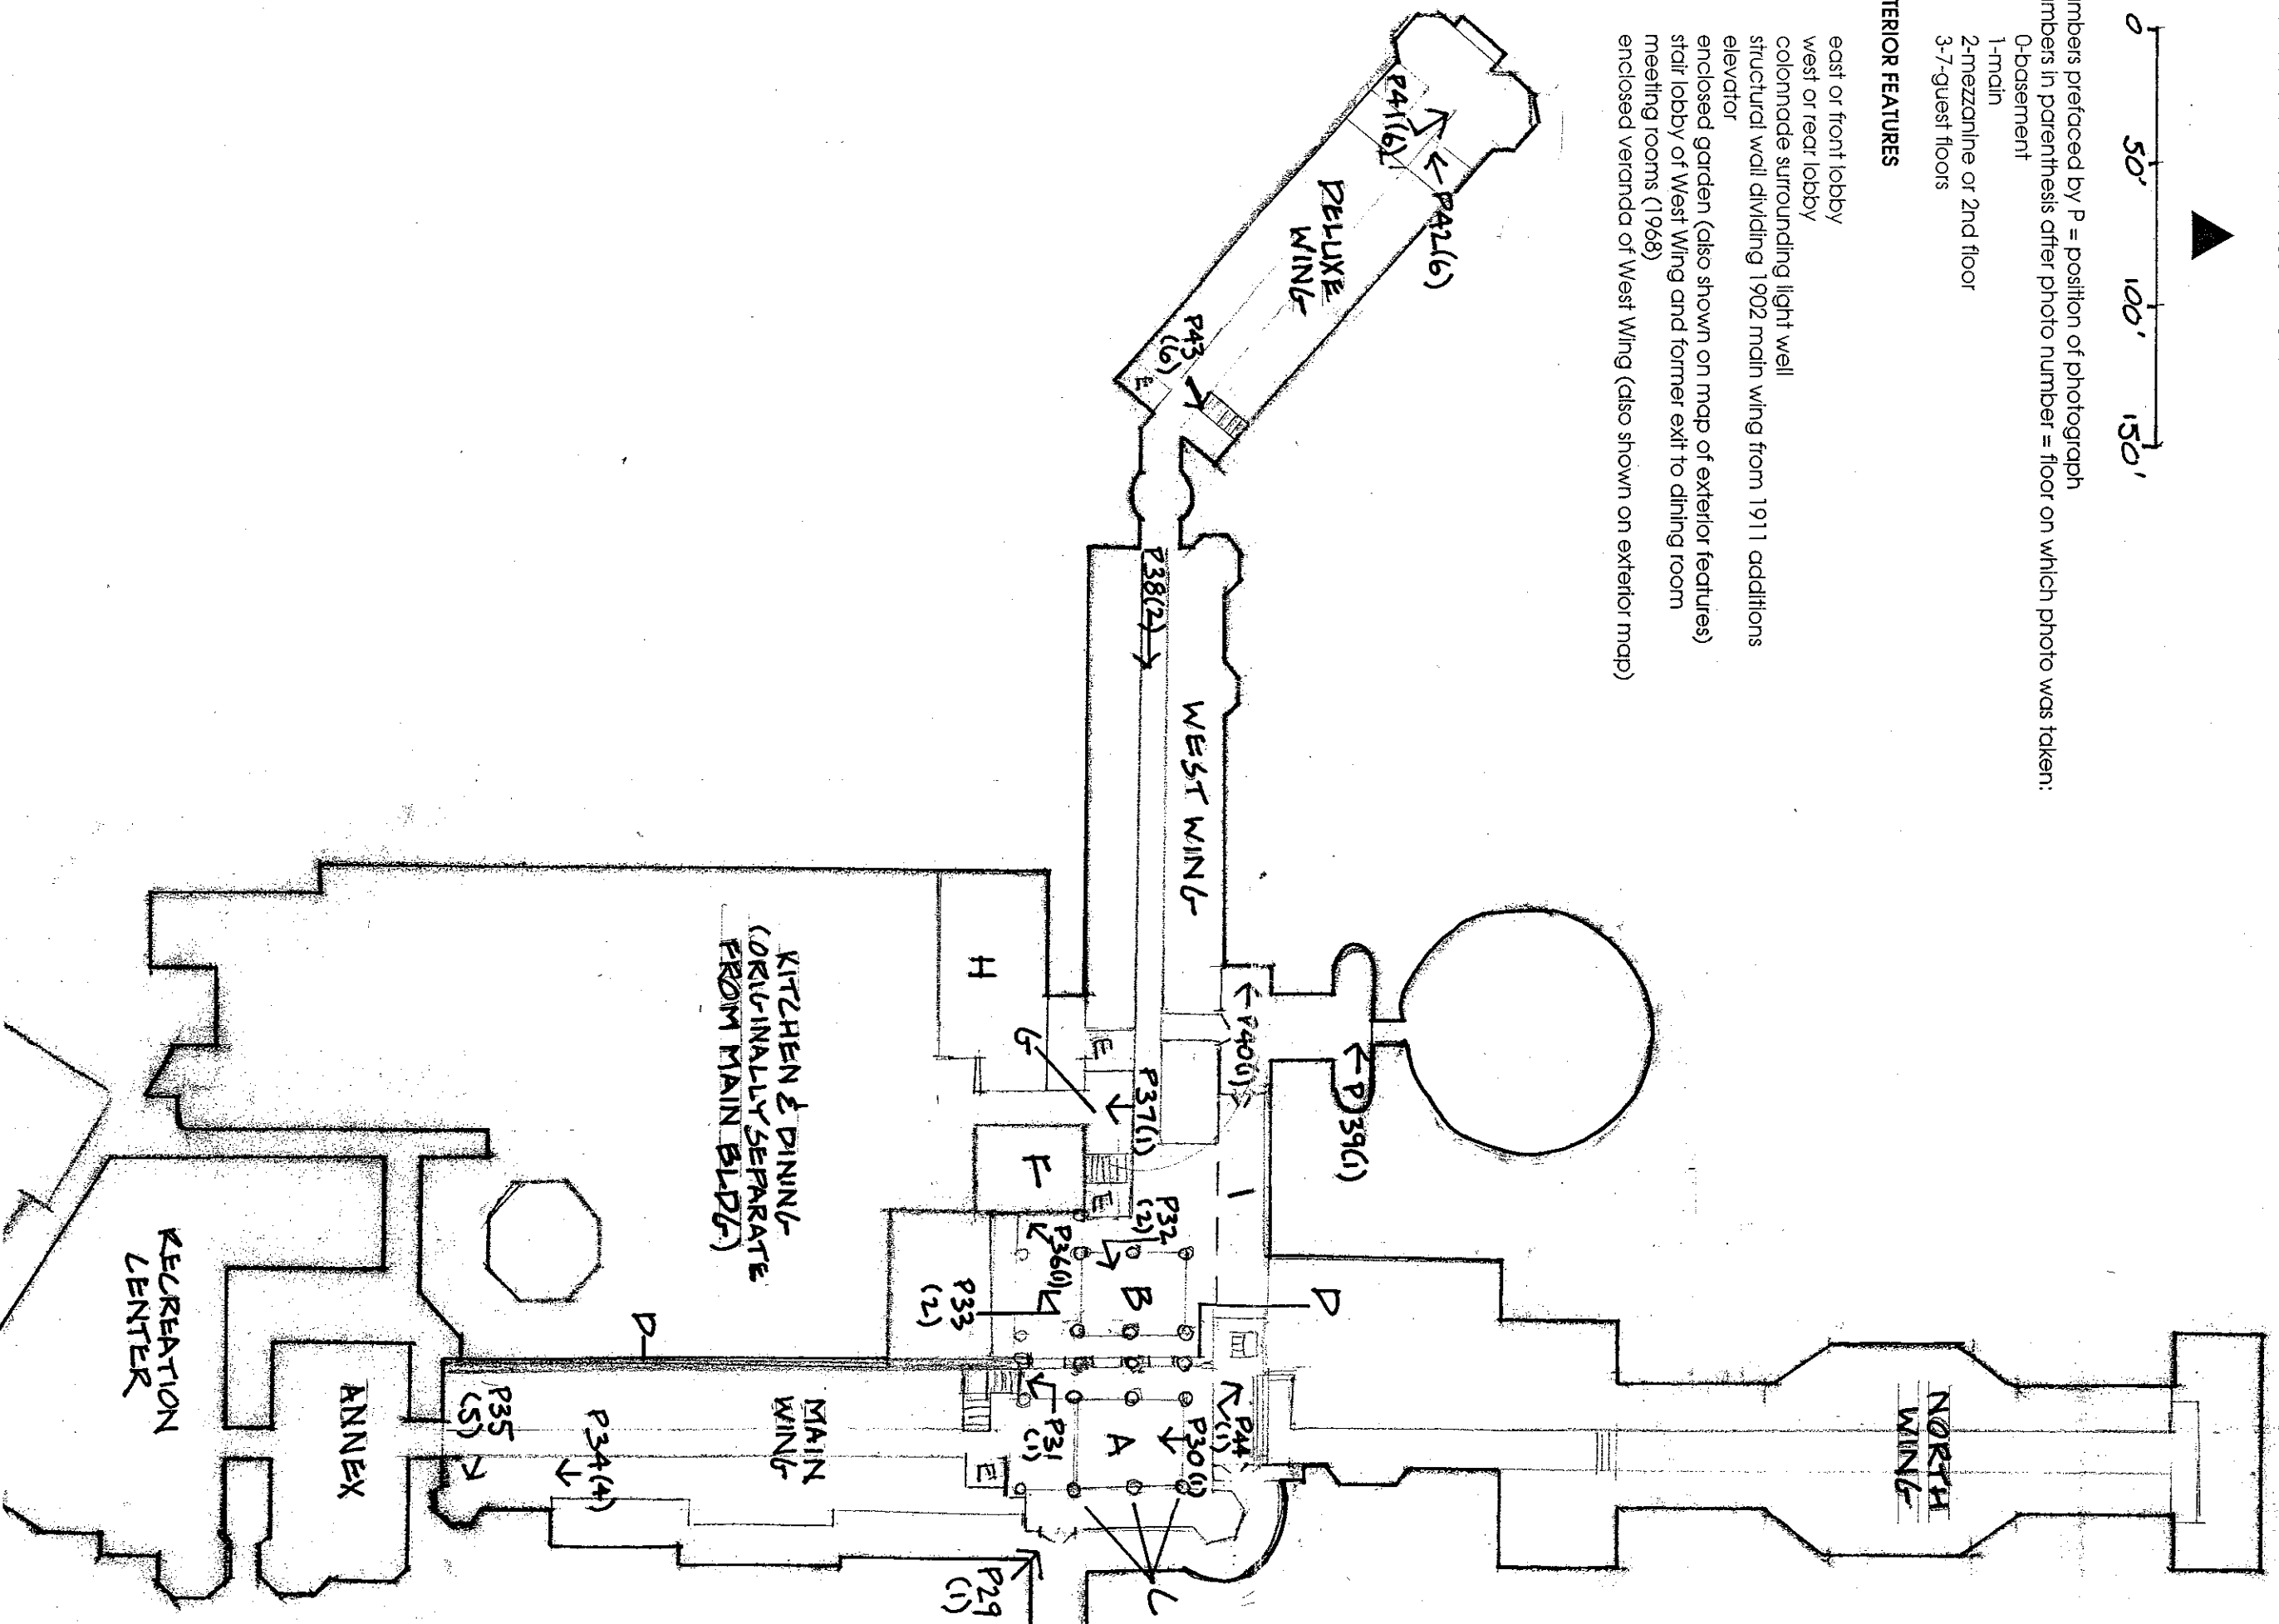 0 50' 100' 150'
mbers prefaced by P = position of photograph
mbers in parenthesis after photo number = floor on which photo was taken:
0-basement
1-main
2-mezzanine or 2nd floor
3-7-guest floors
TERIOR FEATURES
east or front lobby
west or rear lobby
colonnade surrounding light well
structural wall dividing 1902 main wing from 1911 additions
elevator
enclosed garden (also shown on map of exterior features)
stair lobby of West Wing and former exit to dining room
meeting rooms (1968)
enclosed veranda of West Wing (also shown on exterior map)
NORTH
WING
P42(6)
P41(6)
DELUXE
WING
P43
(6)
E
P39(1)
P40(1)
I
D
P44
(1)
WEST WING
P38(2)
P37(1)
P32
(2)
P30(1)
B
A
C
E
E
G
P36(1)
P31
(1)
F
H
P33
(2)
E
P29
(1)
KITCHEN & DINING
(ORIGINALLY SEPARATE
FROM MAIN BLDG)
MAIN
WING
D
P34(4)
P35
(5)
ANNEX
RECREATION
CENTER